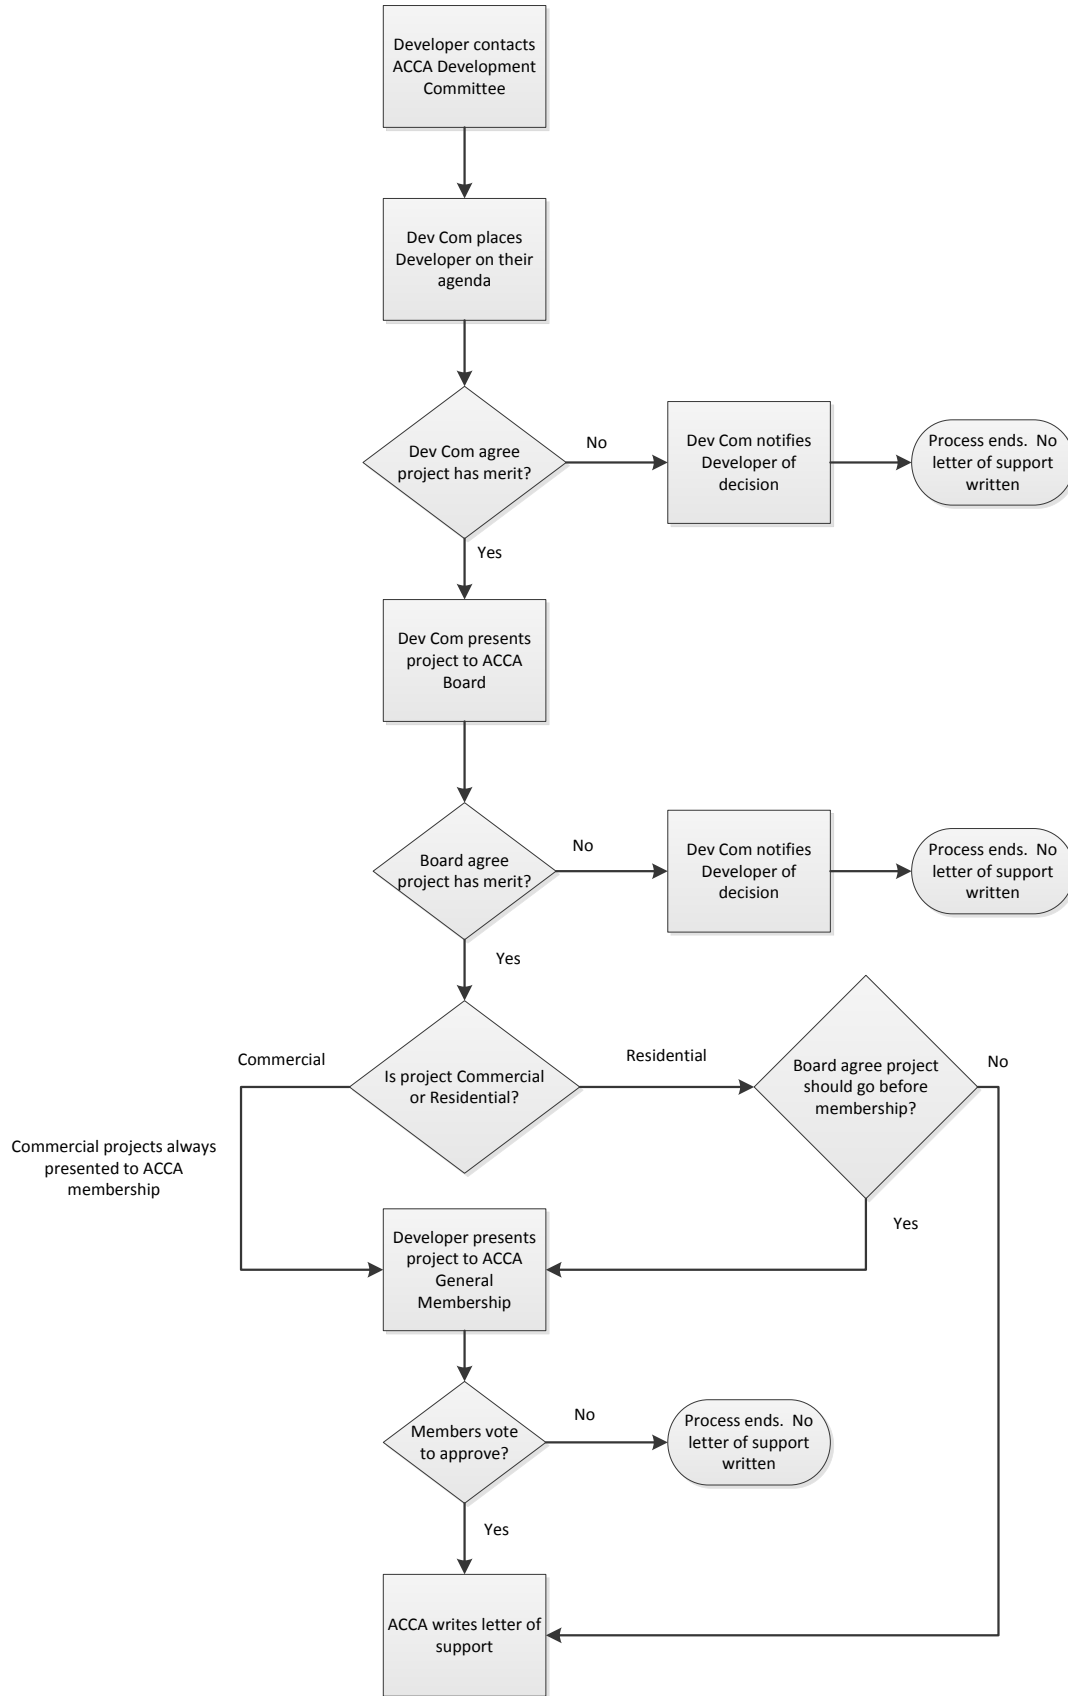 Developer contacts
ACCA Development
Committee
Dev Com places
Developer on their
agenda
Dev Com agree
project has merit?
No
Dev Com notifies
Developer of
decision
Process ends.  No
letter of support
written
Yes
Dev Com presents
project to ACCA
Board
Board agree
project has merit?
No
Dev Com notifies
Developer of
decision
Process ends.  No
letter of support
written
Yes
Commercial
Is project Commercial
or Residential?
Residential
Board agree project
should go before
membership?
No
Commercial projects always
presented to ACCA
membership
Yes
Developer presents
project to ACCA
General
Membership
Members vote
to approve?
No
Process ends.  No
letter of support
written
Yes
ACCA writes letter of
support